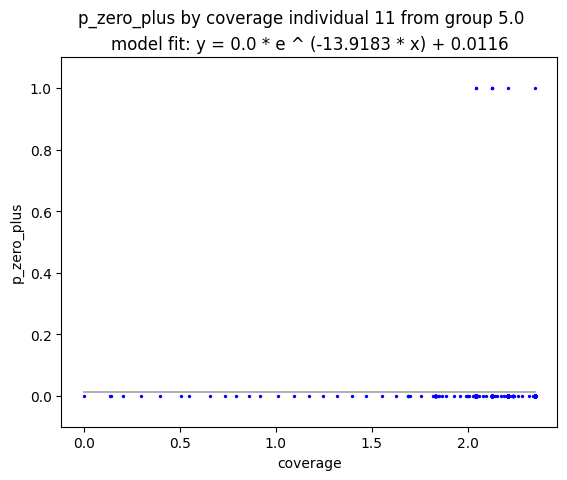 p_zero_plus by coverage individual 11 from group 5.0
model fit: y = 0.0 * e ^ (-13.9183 * x) + 0.0116
1.0
0.8
0.6
0.4
0.2
0.0
p_zero_plus
0.0 0.5 1.0 1.5 2.0
coverage